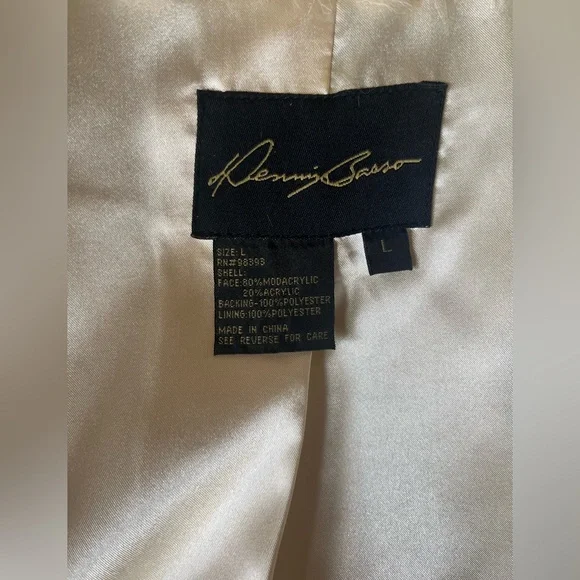 Dennis Basso
L
SIZE: L
RN#98393
SHELL:
FACE: 80%MODACRYLIC
20%ACRYLIC
BACKING-100%POLYESTER
LINING:100%POLYESTER
MADE IN CHINA
SEE REVERSE FOR CARE